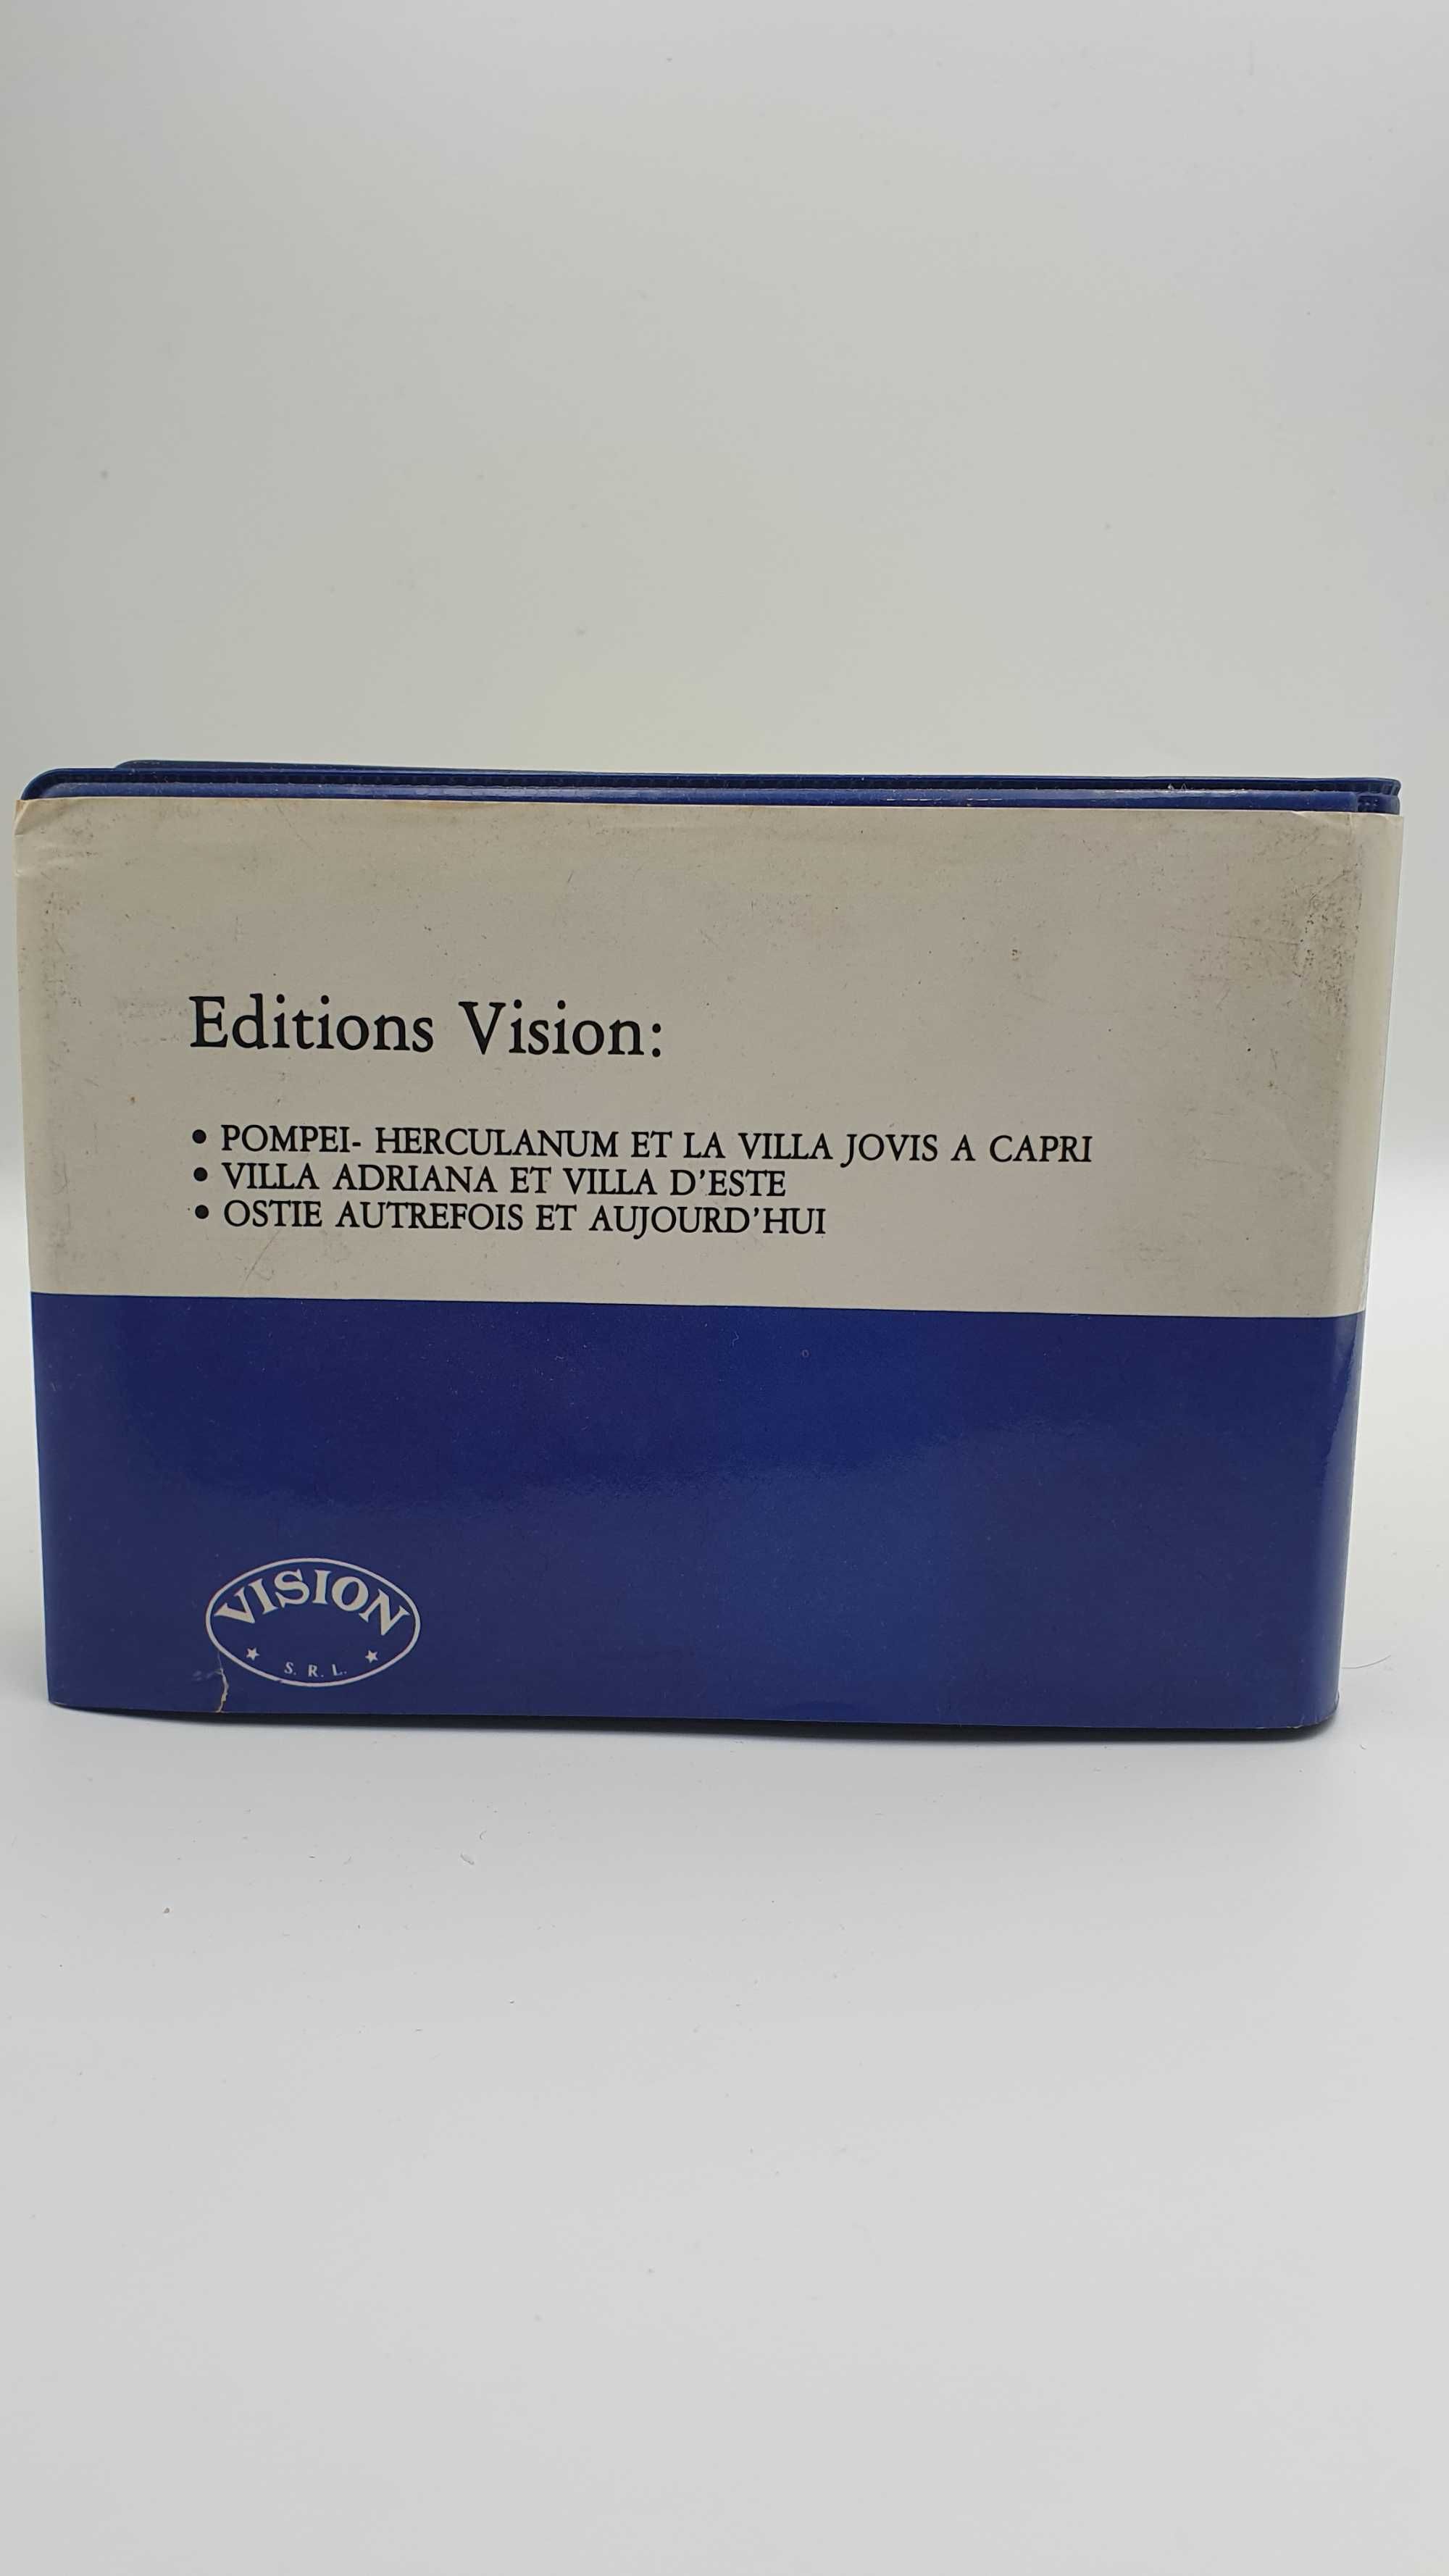 Editions Vision:
• POMPEI- HERCULANUM ET LA VILLA JOVIS A CAPRI
• VILLA ADRIANA ET VILLA D'ESTE
• OSTIE AUTREFOIS ET AUJOURD'HUI
VISION
S. R. L.